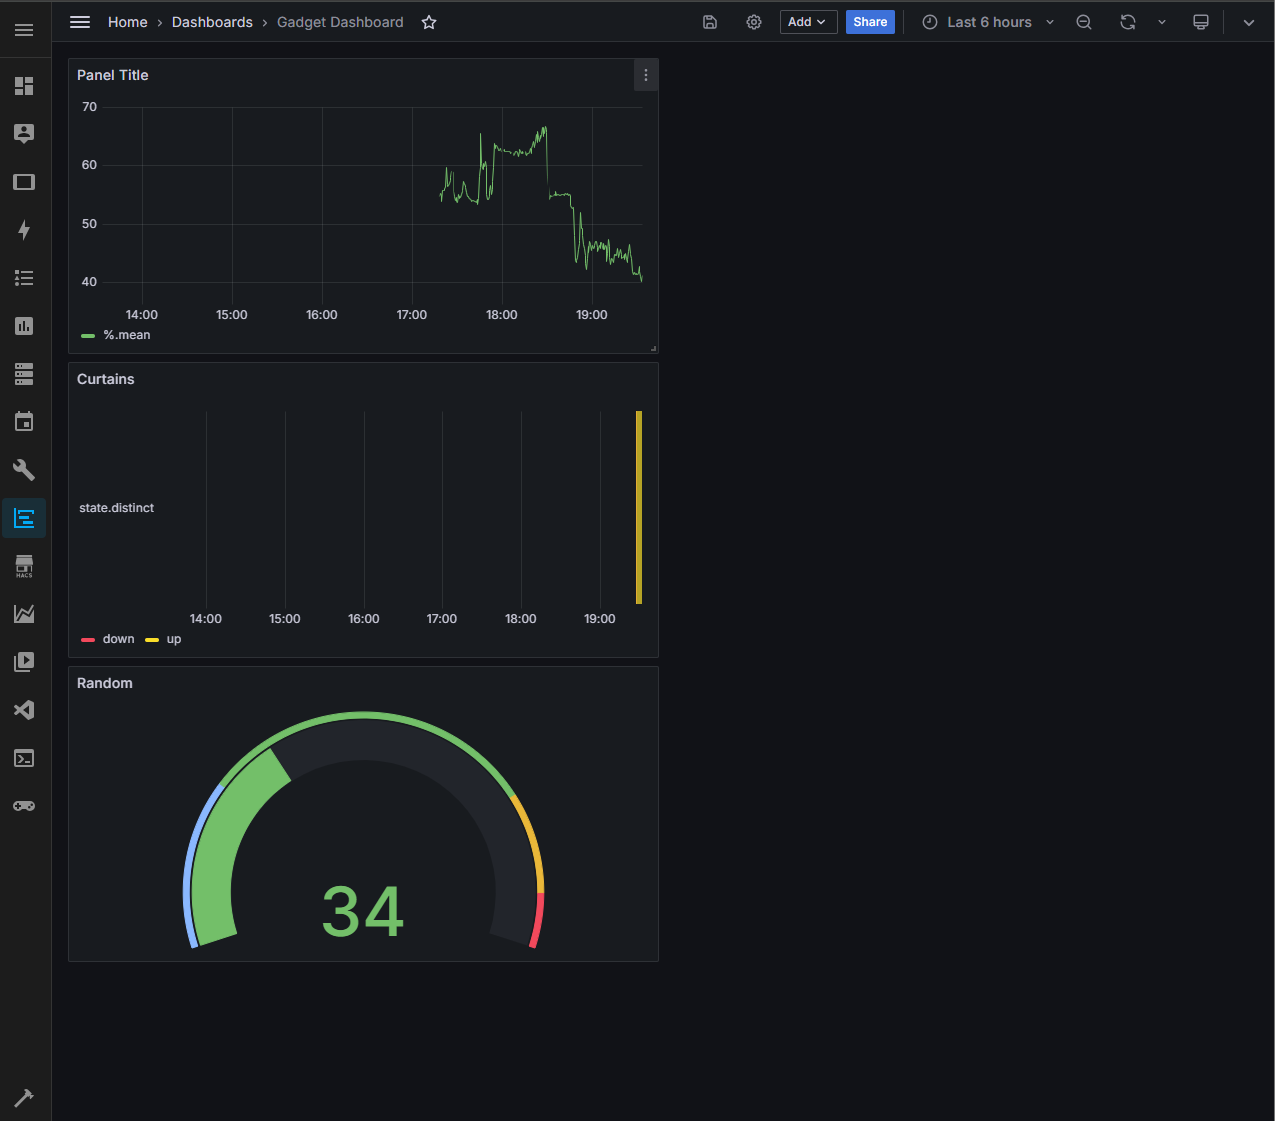 Home › Dashboards › Gadget Dashboard
Add
Share
Last 6 hours
Panel Title
70
60
50
40
14:00 15:00 16:00 17:00 18:00 19:00
%.mean
Curtains
state.distinct
14:00 15:00 16:00 17:00 18:00 19:00
down up
HACS
Random
34